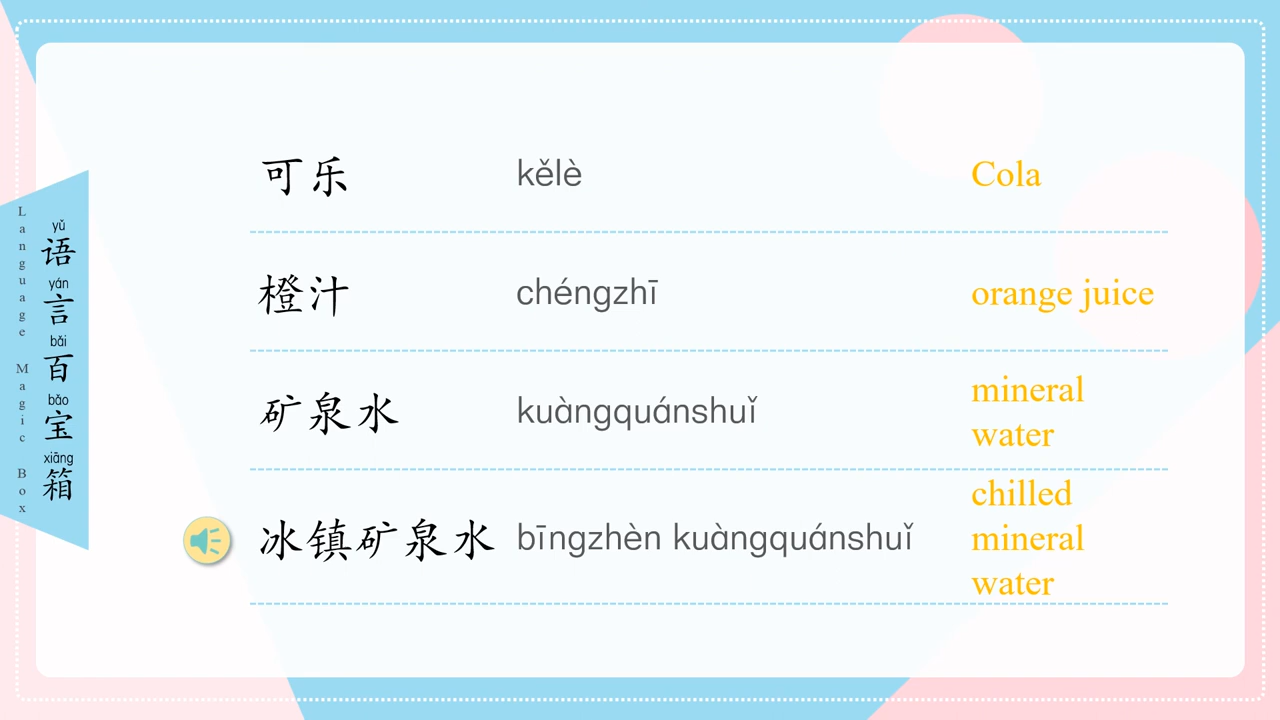 Language Magic Box
yǔ yán bǎi bǎo xiāng
语言百宝箱
可乐 kělè Cola
橙汁 chéngzhī orange juice
矿泉水 kuàngquánshuǐ mineral
water
冰镇矿泉水 bīngzhèn kuàngquánshuǐ chilled
mineral
water